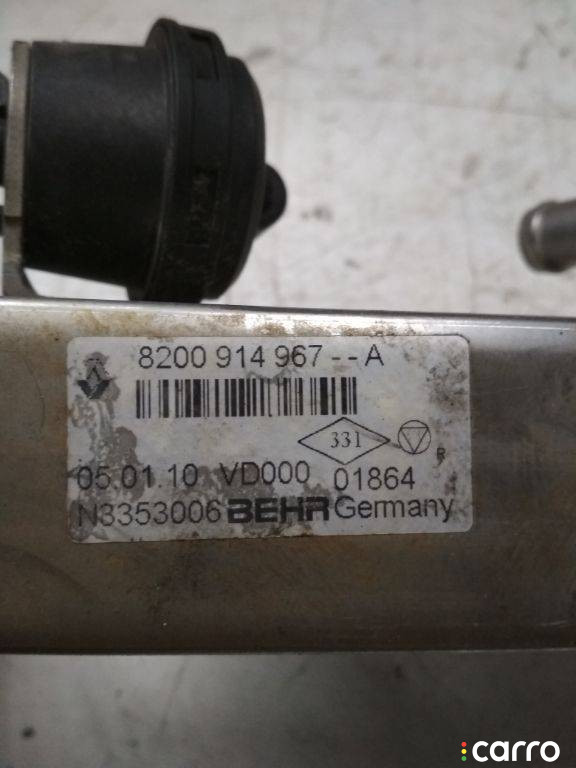 8200 914 967 - - A
331
R
05.01.10 VD000 01864
N3353006 BEHR Germany
carro